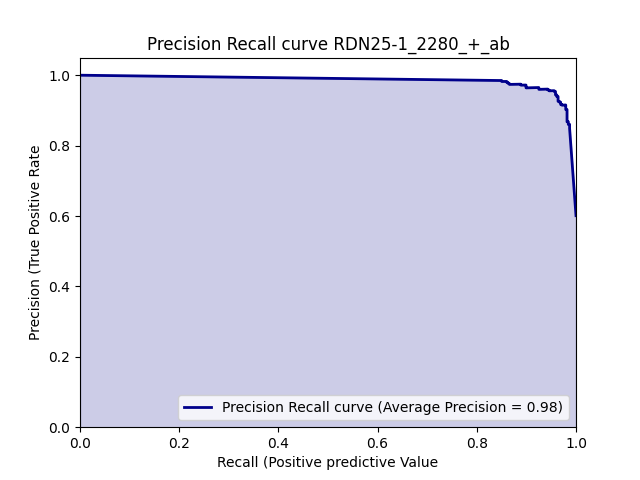 Precision Recall curve RDN25-1_2280_+_ab
1.0
0.8
0.6
0.4
0.2
0.0
Precision (True Positive Rate
Precision Recall curve (Average Precision = 0.98)
0.0 0.2 0.4 0.6 0.8 1.0
Recall (Positive predictive Value